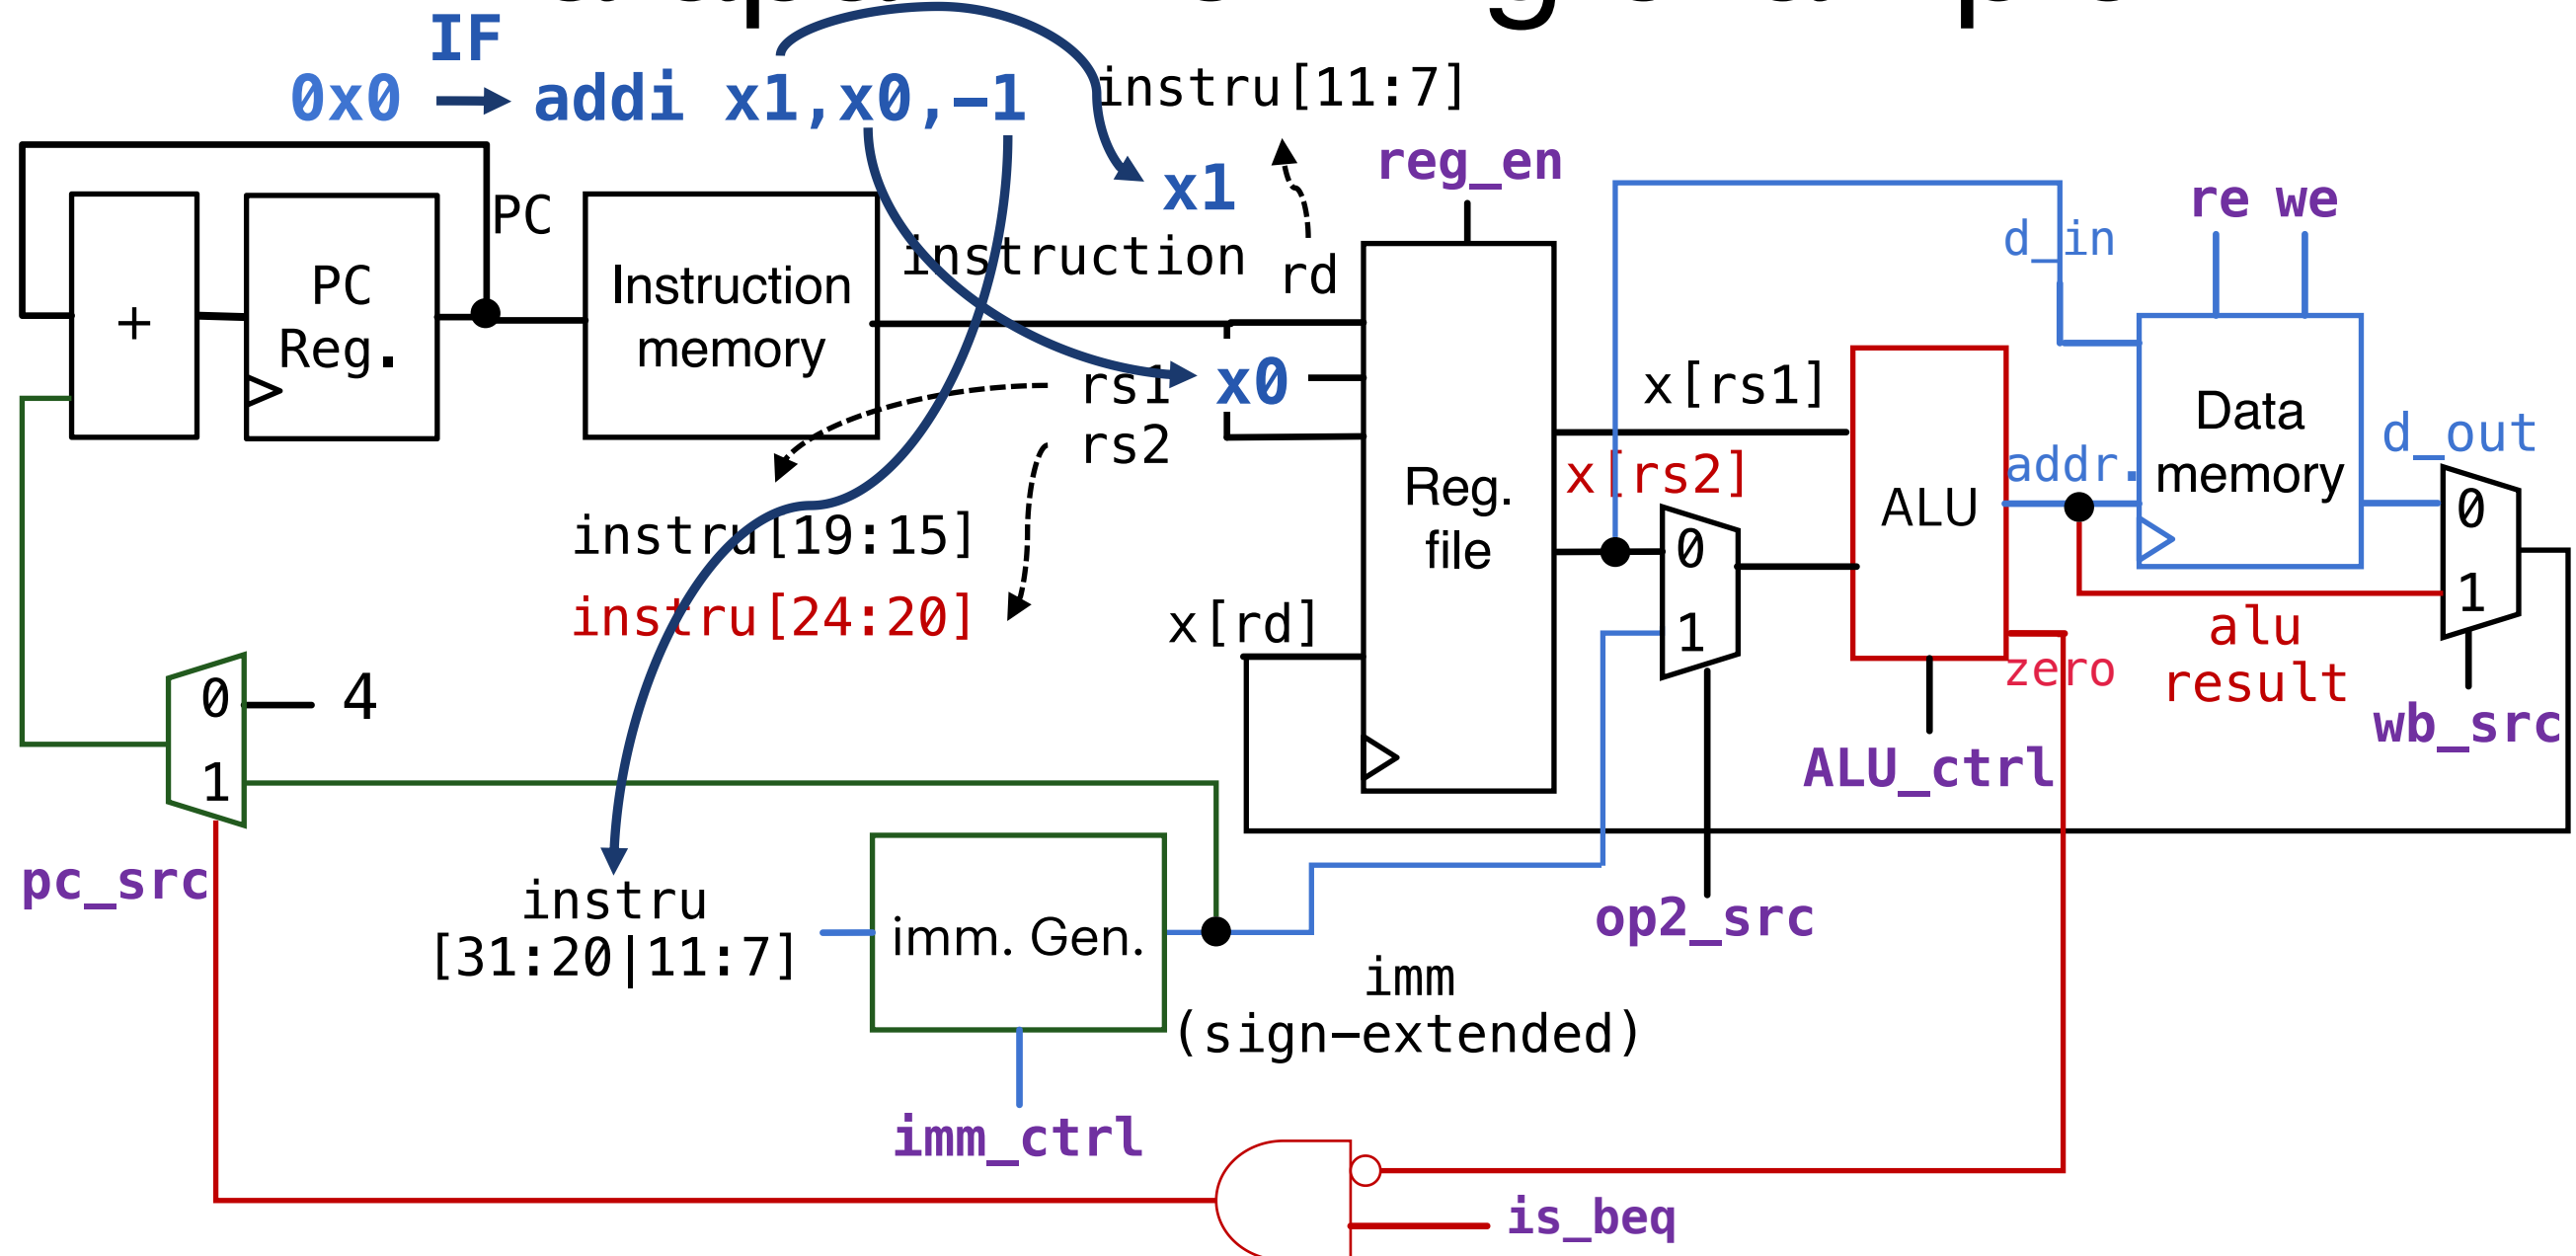 IF
0x0 addi x1,x0,−1
instru[11:7]
reg_en
x1
re we
PC
d_in
instruction
rd
+
PC
Reg.
Instruction
memory
rs1 x0
rs2
x[rs1]
x[rs2]
Reg.
file
ALU
addr.
Data
memory
d_out
0
1
0
1
instru[19:15]
instru[24:20]
x[rd]
zero
alu
result
wb_src
ALU_ctrl
0 4
1
pc_src
instru
[31:20|11:7]
imm. Gen.
op2_src
imm
(sign−extended)
imm_ctrl
is_beq